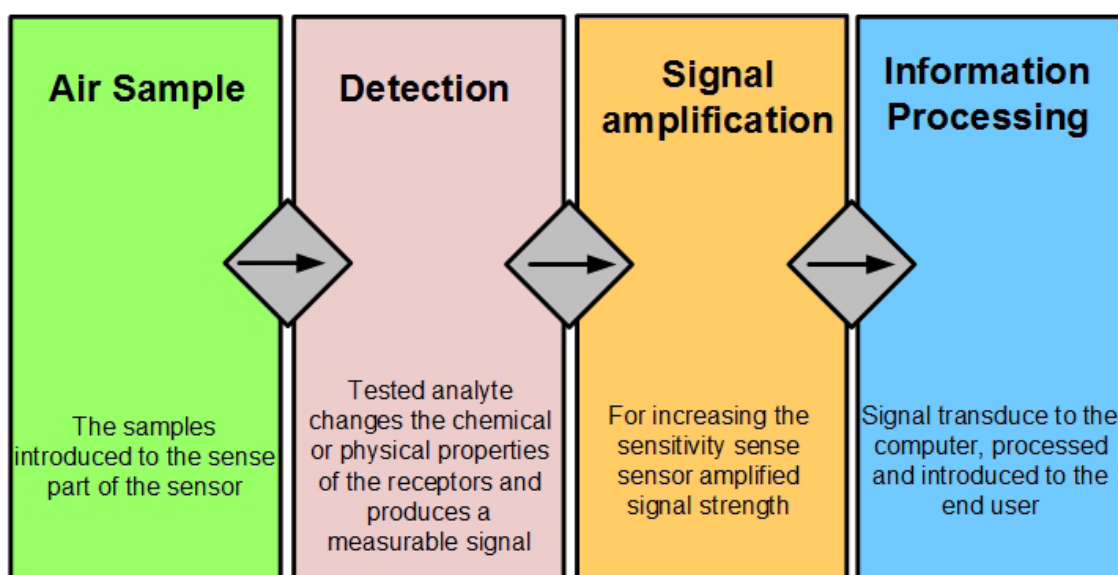 Air Sample
The samples
introduced to the sense
part of the sensor
Detection
Tested analyte
changes the chemical
or physical properties
of the receptors and
produces a
measurable signal
Signal
amplification
For increasing the
sensitivity sense
sensor amplified
signal strength
Information
Processing
Signal transduce to the
computer, processed
and introduced to the
end user